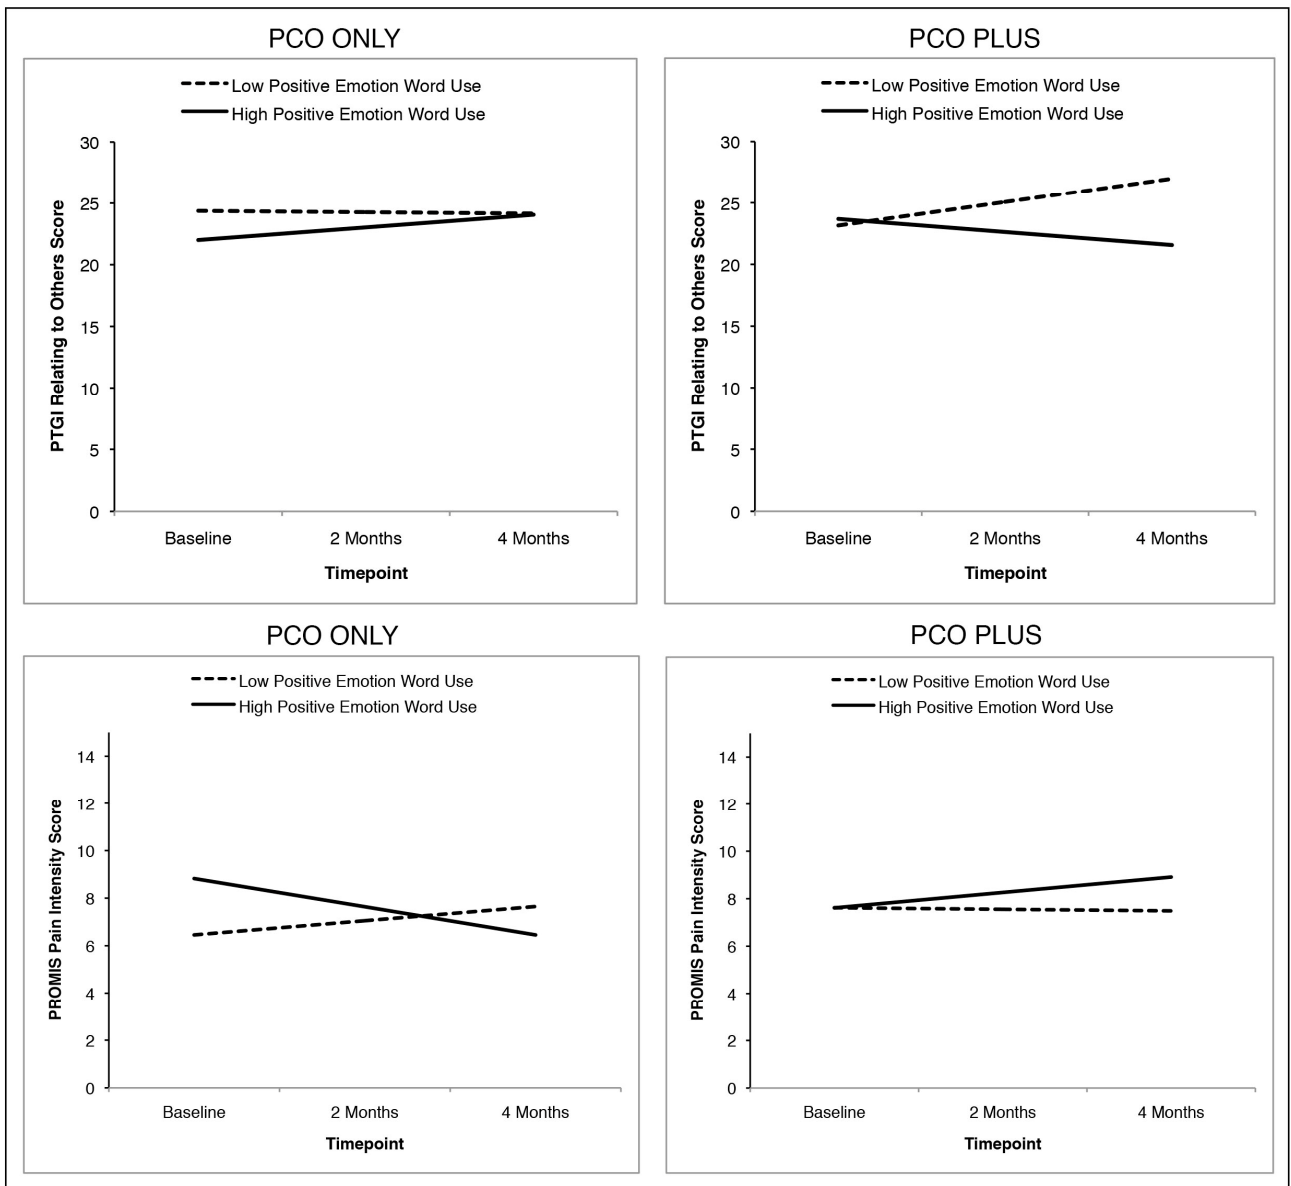 PCO ONLY
Low Positive Emotion Word Use
High Positive Emotion Word Use
PTGI Relating to Others Score
30
25
20
15
10
5
0
Baseline 2 Months 4 Months
Timepoint
PCO PLUS
Low Positive Emotion Word Use
High Positive Emotion Word Use
PTGI Relating to Others Score
30
25
20
15
10
5
0
Baseline 2 Months 4 Months
Timepoint
PCO ONLY
Low Positive Emotion Word Use
High Positive Emotion Word Use
PROMIS Pain Intensity Score
14
12
10
8
6
4
2
0
Baseline 2 Months 4 Months
Timepoint
PCO PLUS
Low Positive Emotion Word Use
High Positive Emotion Word Use
PROMIS Pain Intensity Score
14
12
10
8
6
4
2
0
Baseline 2 Months 4 Months
Timepoint